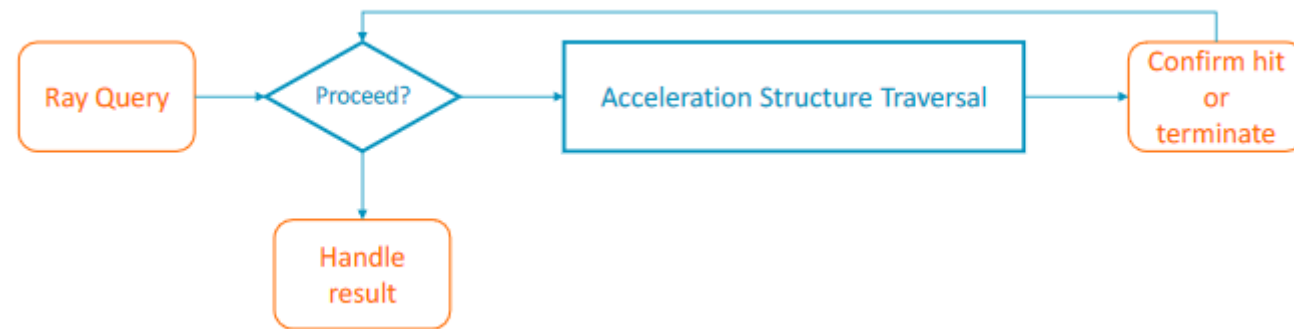 Ray Query
Proceed?
Acceleration Structure Traversal
Confirm hit
or
terminate
Handle
result